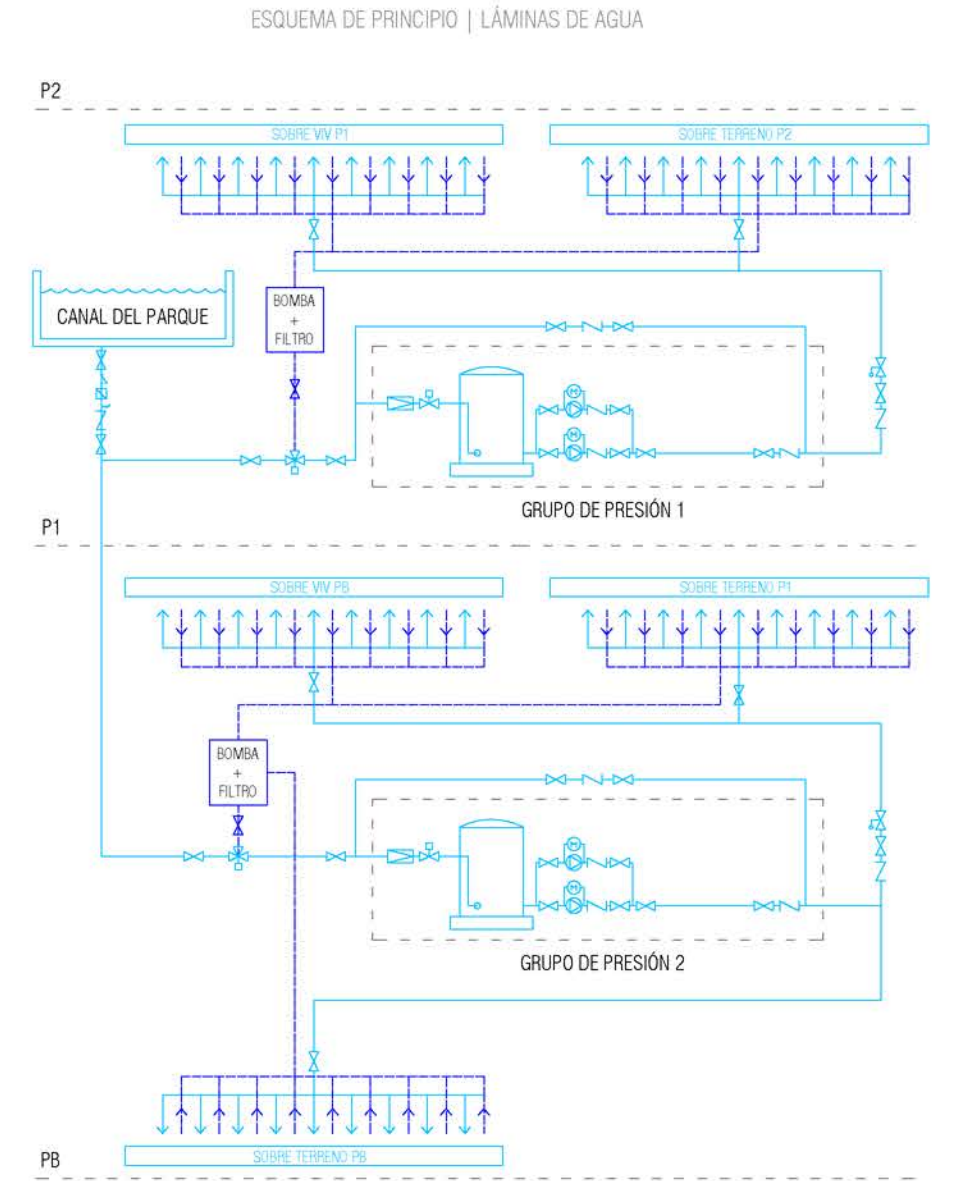 ESQUEMA DE PRINCIPIO | LÁMINAS DE AGUA
P2
SOBRE VIV P1
SOBRE TERRENO P2
CANAL DEL PARQUE
BOMBA
+
FILTRO
M
M
GRUPO DE PRESIÓN 1
P1
SOBRE VIV PB
SOBRE TERRENO P1
BOMBA
+
FILTRO
M
M
GRUPO DE PRESIÓN 2
PB
SOBRE TERRENO PB